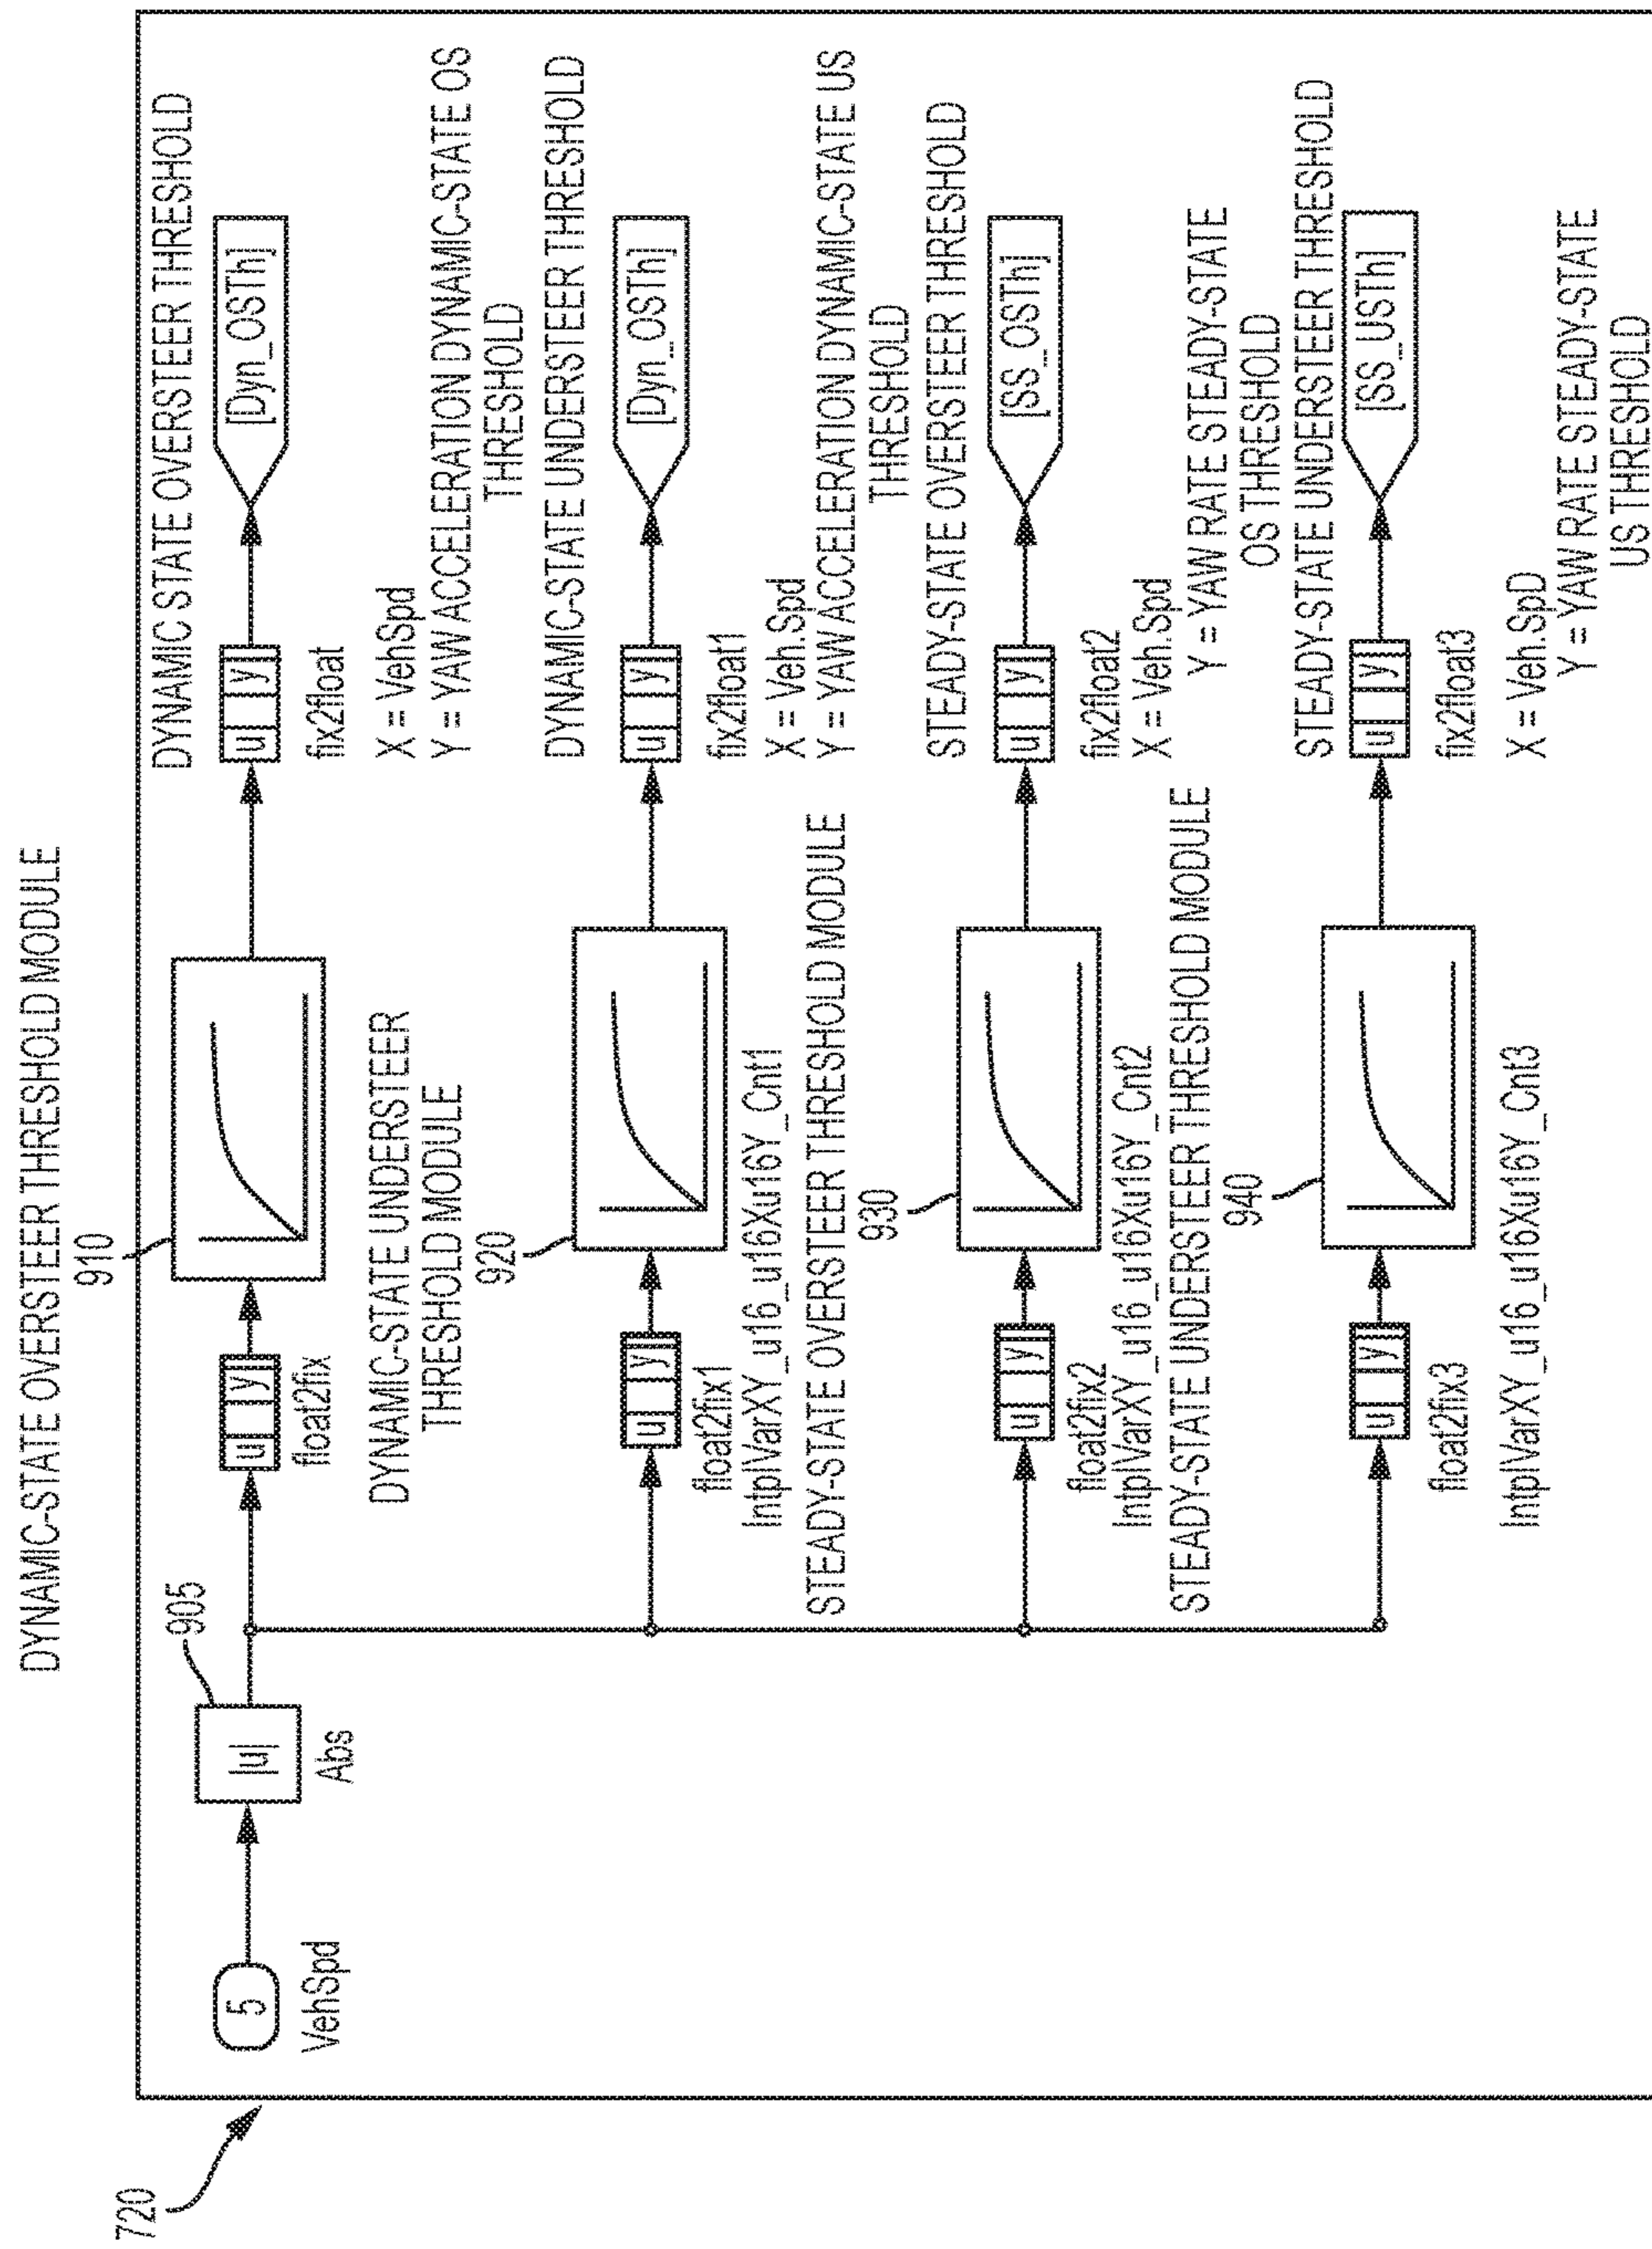 720
5
VehSpd
|u|
Abs
905
DYNAMIC-STATE OVERSTEER THRESHOLD MODULE
910
u y
float2fix
u y
fix2float
DYNAMIC STATE OVERSTEER THRESHOLD
[Dyn_OSTh]
X = VehSpd
Y = YAW ACCELERATION DYNAMIC-STATE OS
THRESHOLD
DYNAMIC-STATE UNDERSTEER
THRESHOLD MODULE
920
u y
float2fix1
IntplVarXY_u16_u16Xu16Y_Cnt1
u y
fix2float1
DYNAMIC-STATE UNDERSTEER THRESHOLD
[Dyn_OSTh]
X = Veh.Spd
Y = YAW ACCELERATION DYNAMIC-STATE US
THRESHOLD
STEADY-STATE OVERSTEER THRESHOLD MODULE
930
u y
float2fix2
IntplVarXY_u16_u16Xu16Y_Cnt2
u y
fix2float2
STEADY-STATE OVERSTEER THRESHOLD
[SS_OSTh]
X = Veh.Spd
Y = YAW RATE STEADY-STATE
OS THRESHOLD
STEADY-STATE UNDERSTEER THRESHOLD MODULE
940
u y
float2fix3
IntplVarXY_u16_u16Xu16Y_Cnt3
u y
fix2float3
STEADY-STATE UNDERSTEER THRESHOLD
[SS_USTh]
X = Veh.SpD
Y = YAW RATE STEADY-STATE
US THRESHOLD